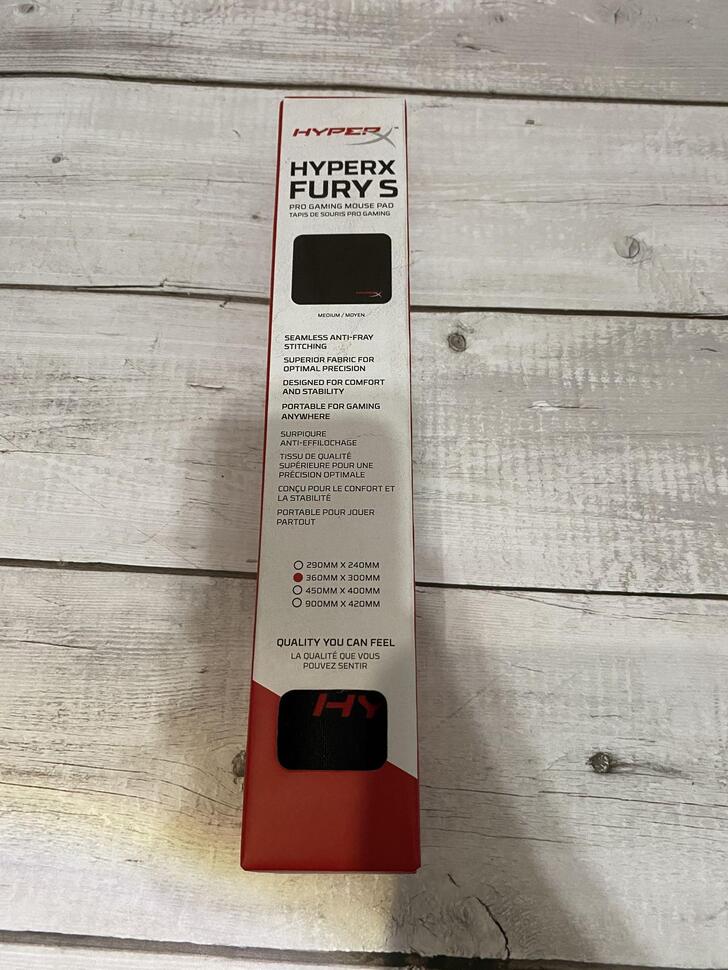 HYPERX™
HYPERX
FURY S
PRO GAMING MOUSE PAD
TAPIS DE SOURIS PRO GAMING
HYPERX
MEDIUM / MOYEN
SEAMLESS ANTI-FRAY
STITCHING
SUPERIOR FABRIC FOR
OPTIMAL PRECISION
DESIGNED FOR COMFORT
AND STABILITY
PORTABLE FOR GAMING
ANYWHERE
SURPIQURE
ANTI-EFFILOCHAGE
TISSU DE QUALITÉ
SUPÉRIEURE POUR UNE
PRÉCISION OPTIMALE
CONÇU POUR LE CONFORT ET
LA STABILITÉ
PORTABLE POUR JOUER
PARTOUT
290MM X 240MM
360MM X 300MM
450MM X 400MM
900MM X 420MM
QUALITY YOU CAN FEEL
LA QUALITÉ QUE VOUS
POUVEZ SENTIR
HY